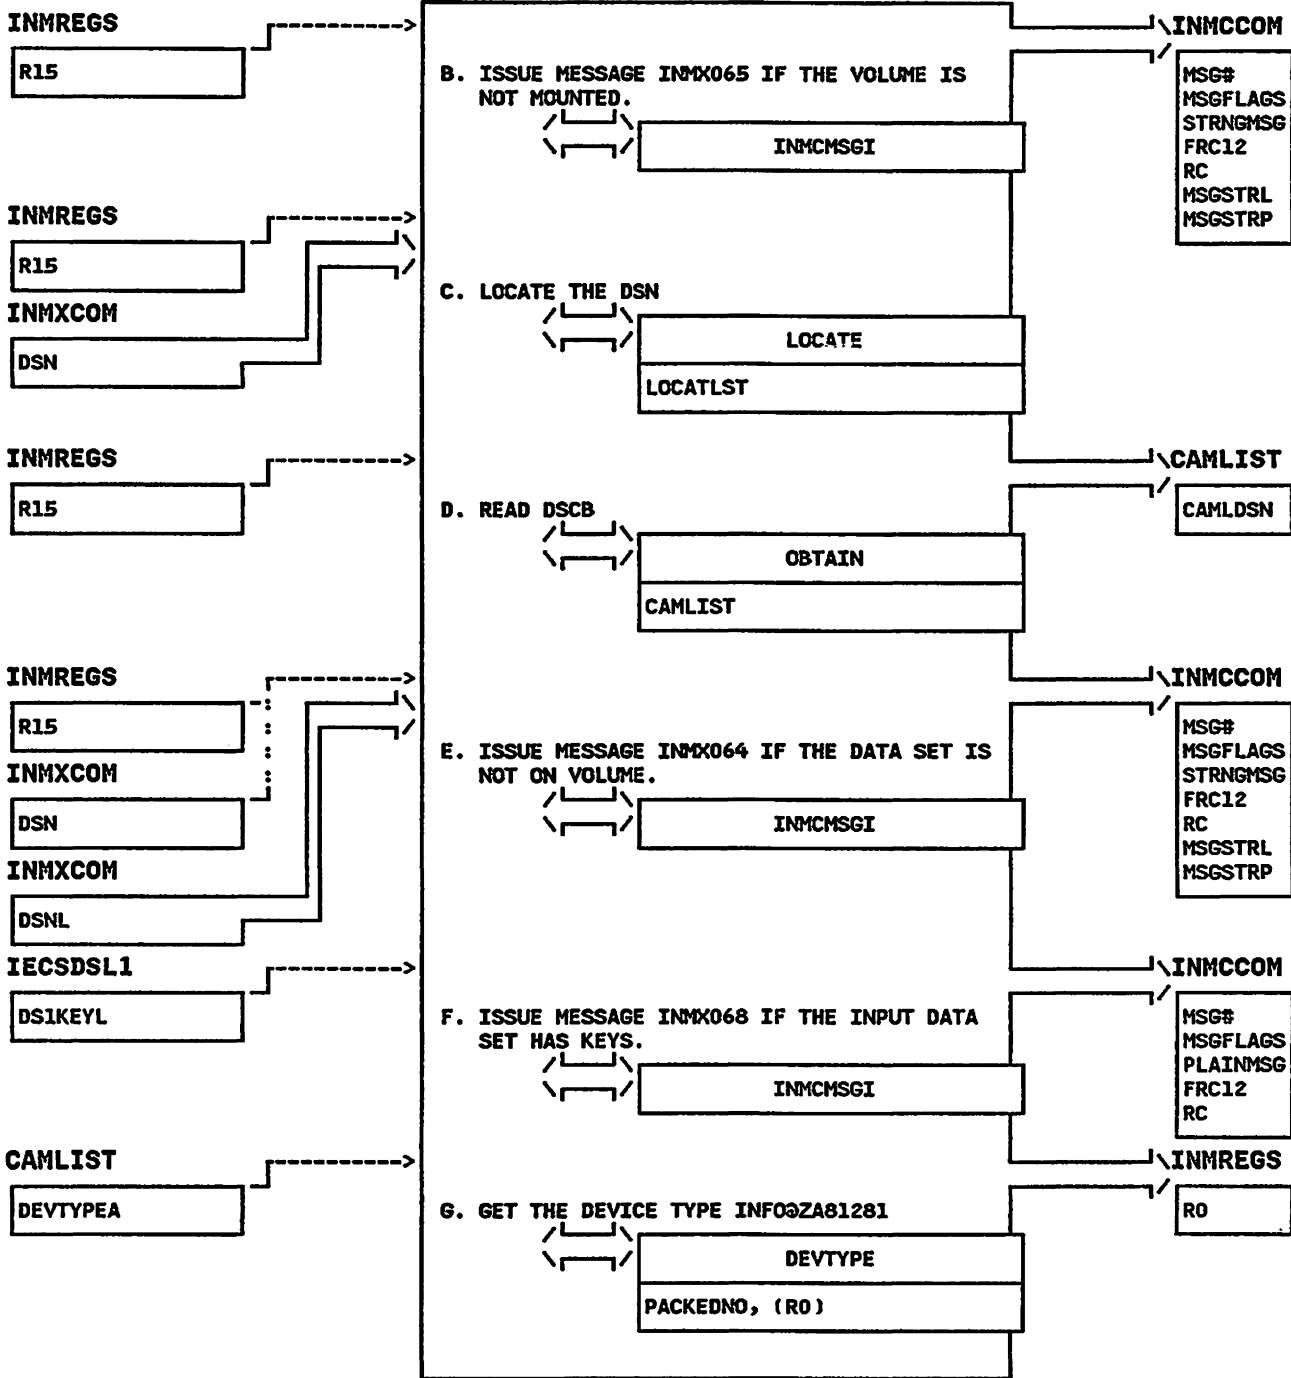 INMREGS
R15
INMCCOM
MSG#
MSGFLAGS
STRNGMSG
FRC12
RC
MSGSTRL
MSGSTRP
B. ISSUE MESSAGE INMX065 IF THE VOLUME IS
NOT MOUNTED.
INMCMSGI
INMREGS
R15
INMXCOM
DSN
C. LOCATE THE DSN
LOCATE
LOCATLST
INMREGS
R15
CAMLIST
CAMLDSN
D. READ DSCB
OBTAIN
CAMLIST
INMREGS
R15
INMXCOM
DSN
INMXCOM
DSNL
INMCCOM
MSG#
MSGFLAGS
STRNGMSG
FRC12
RC
MSGSTRL
MSGSTRP
E. ISSUE MESSAGE INMX064 IF THE DATA SET IS
NOT ON VOLUME.
INMCMSGI
IECSDSL1
DS1KEYL
INMCCOM
MSG#
MSGFLAGS
PLAINMSG
FRC12
RC
F. ISSUE MESSAGE INMX068 IF THE INPUT DATA
SET HAS KEYS.
INMCMSGI
CAMLIST
DEVTYPEA
INMREGS
R0
G. GET THE DEVICE TYPE INFO@ZA81281
DEVTYPE
PACKEDNO, (R0)